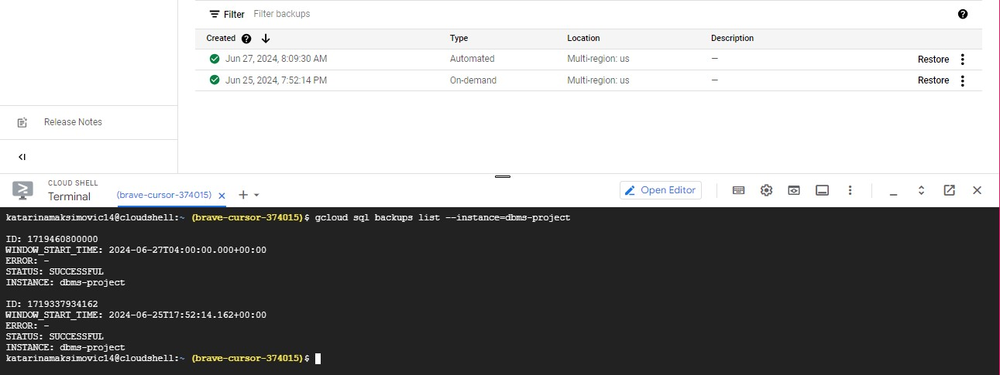 Filter Filter backups
Created Type Location Description
Jun 27, 2024, 8:09:30 AM Automated Multi-region: us — Restore
Jun 25, 2024, 7:52:14 PM On-demand Multi-region: us — Restore
Release Notes
CLOUD SHELL
Terminal (brave-cursor-374015) Open Editor
katarinamaksimovic14@cloudshell:~ (brave-cursor-374015)$ gcloud sql backups list --instance=dbms-project
ID: 1719460800000
WINDOW_START_TIME: 2024-06-27T04:00:00.000+00:00
ERROR: -
STATUS: SUCCESSFUL
INSTANCE: dbms-project
ID: 1719337934162
WINDOW_START_TIME: 2024-06-25T17:52:14.162+00:00
ERROR: -
STATUS: SUCCESSFUL
INSTANCE: dbms-project
katarinamaksimovic14@cloudshell:~ (brave-cursor-374015)$